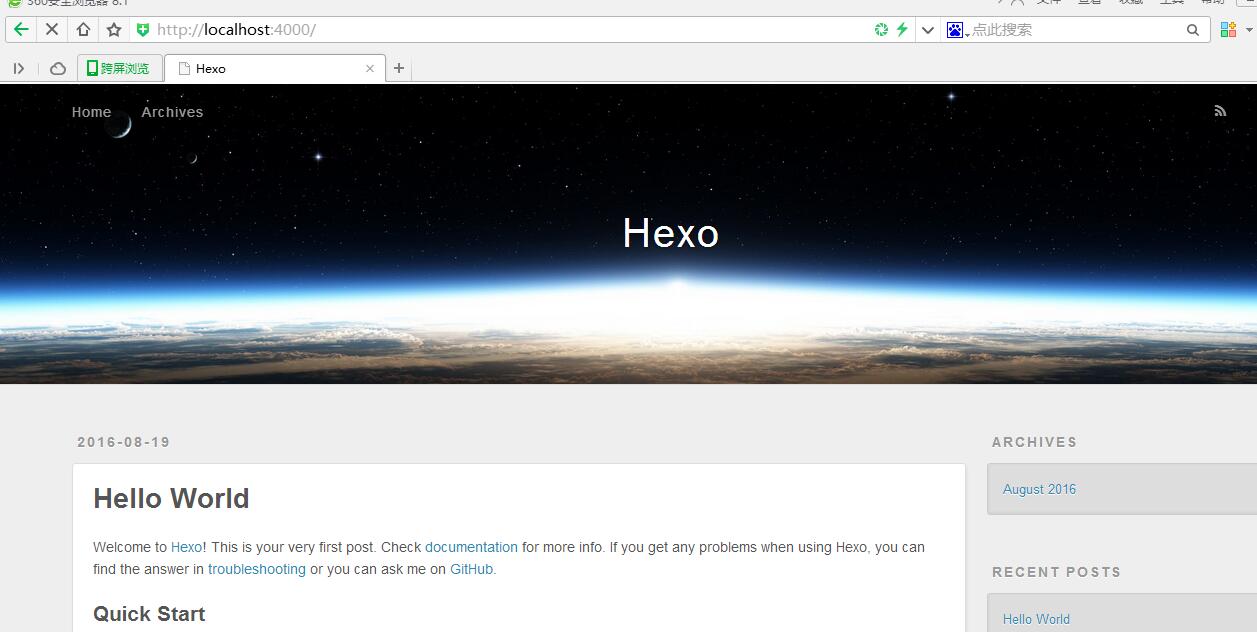 360安全浏览器 8.1
文件 查看 收藏 工具 帮助
http://localhost:4000/
点此搜索
跨屏浏览
Hexo
Home
Archives
Hexo
2016-08-19
Hello World
Welcome to Hexo! This is your very first post. Check documentation for more info. If you get any problems when using Hexo, you can
find the answer in troubleshooting or you can ask me on GitHub.
Quick Start
ARCHIVES
August 2016
RECENT POSTS
Hello World